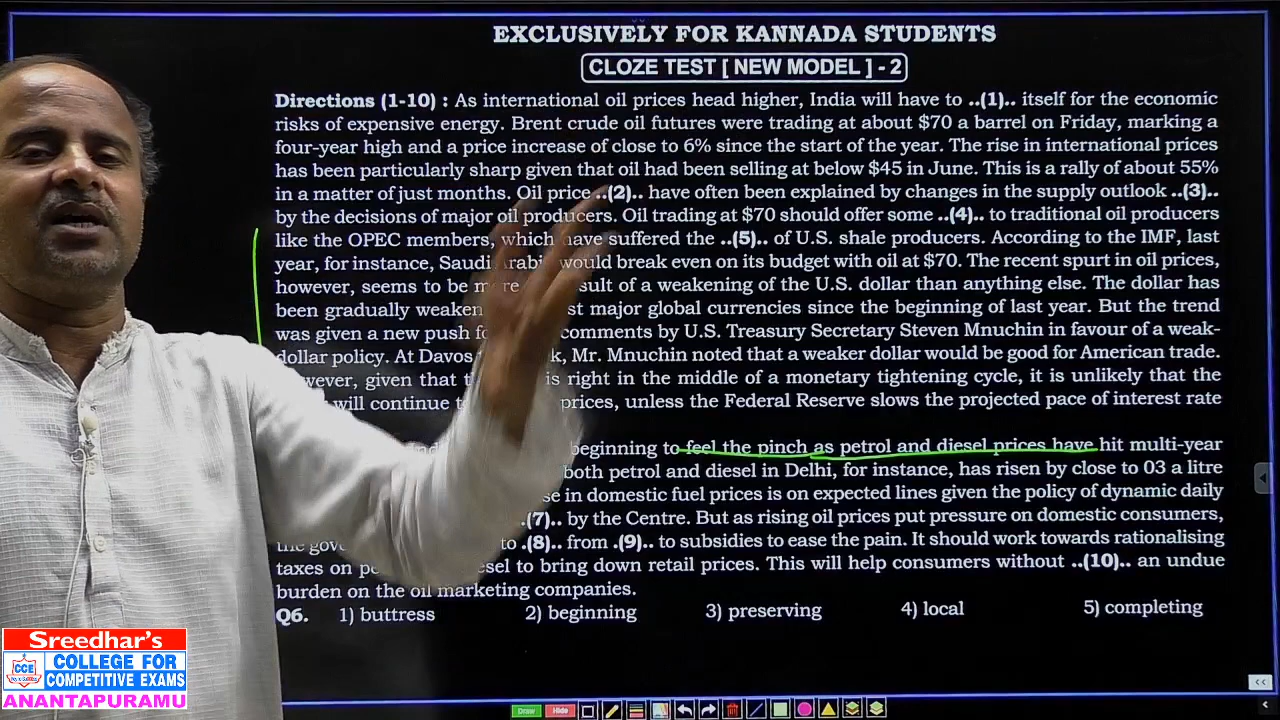 EXCLUSIVELY FOR KANNADA STUDENTS
CLOZE TEST [ NEW MODEL ] - 2
Directions (1-10) : As international oil prices head higher, India will have to ..(1).. itself for the economic
risks of expensive energy. Brent crude oil futures were trading at about $70 a barrel on Friday, marking a
four-year high and a price increase of close to 6% since the start of the year. The rise in international prices
has been particularly sharp given that oil had been selling at below $45 in June. This is a rally of about 55%
in a matter of just months. Oil price ..(2).. have often been explained by changes in the supply outlook ..(3)..
by the decisions of major oil producers. Oil trading at $70 should offer some ..(4).. to traditional oil producers
like the OPEC members, which have suffered the ..(5).. of U.S. shale producers. According to the IMF, last
year, for instance, Saudi would break even on its budget with oil at $70. The recent spurt in oil prices,
however, seems to be of a weakening of the U.S. dollar than anything else. The dollar has
been gradually major global currencies since the beginning of last year. But the trend
was given a new push comments by U.S. Treasury Secretary Steven Mnuchin in favour of a weak-
dollar policy. At Davos Mr. Mnuchin noted that a weaker dollar would be good for American trade.
given that is right in the middle of a monetary tightening cycle, it is unlikely that the
will continue prices, unless the Federal Reserve slows the projected pace of interest rate
beginning to feel the pinch as petrol and diesel prices have hit multi-year
both petrol and diesel in Delhi, for instance, has risen by close to 03 a litre
in domestic fuel prices is on expected lines given the policy of dynamic daily
.(7).. by the Centre. But as rising oil prices put pressure on domestic consumers,
to .(8).. from .(9).. to subsidies to ease the pain. It should work towards rationalising
taxes on to bring down retail prices. This will help consumers without ..(10).. an undue
burden on the oil marketing companies.
Q6. 1) buttress 2) beginning 3) preserving 4) local 5) completing
Sreedhar's
CCE COLLEGE FOR
COMPETITIVE EXAMS
ANANTAPURAMU
Draw Hide